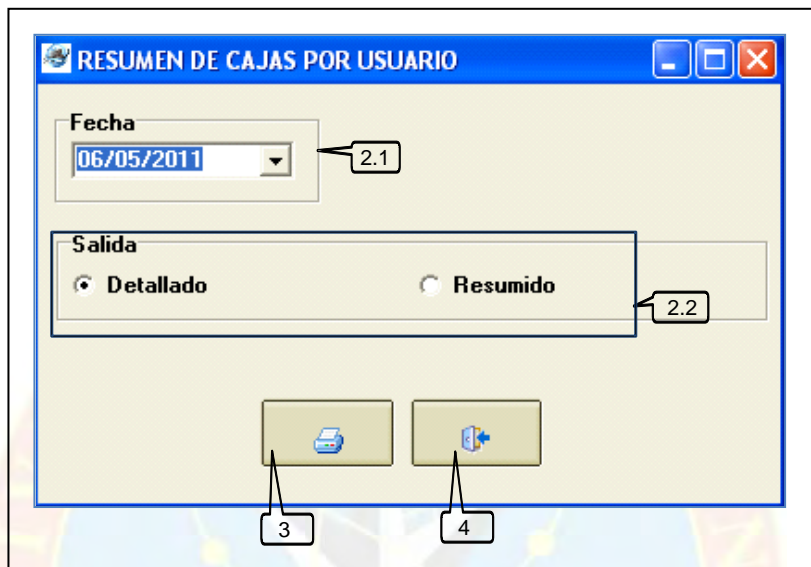 RESUMEN DE CAJAS POR USUARIO
Fecha
06/05/2011
2.1
Salida
Detallado Resumido
2.2
3 4